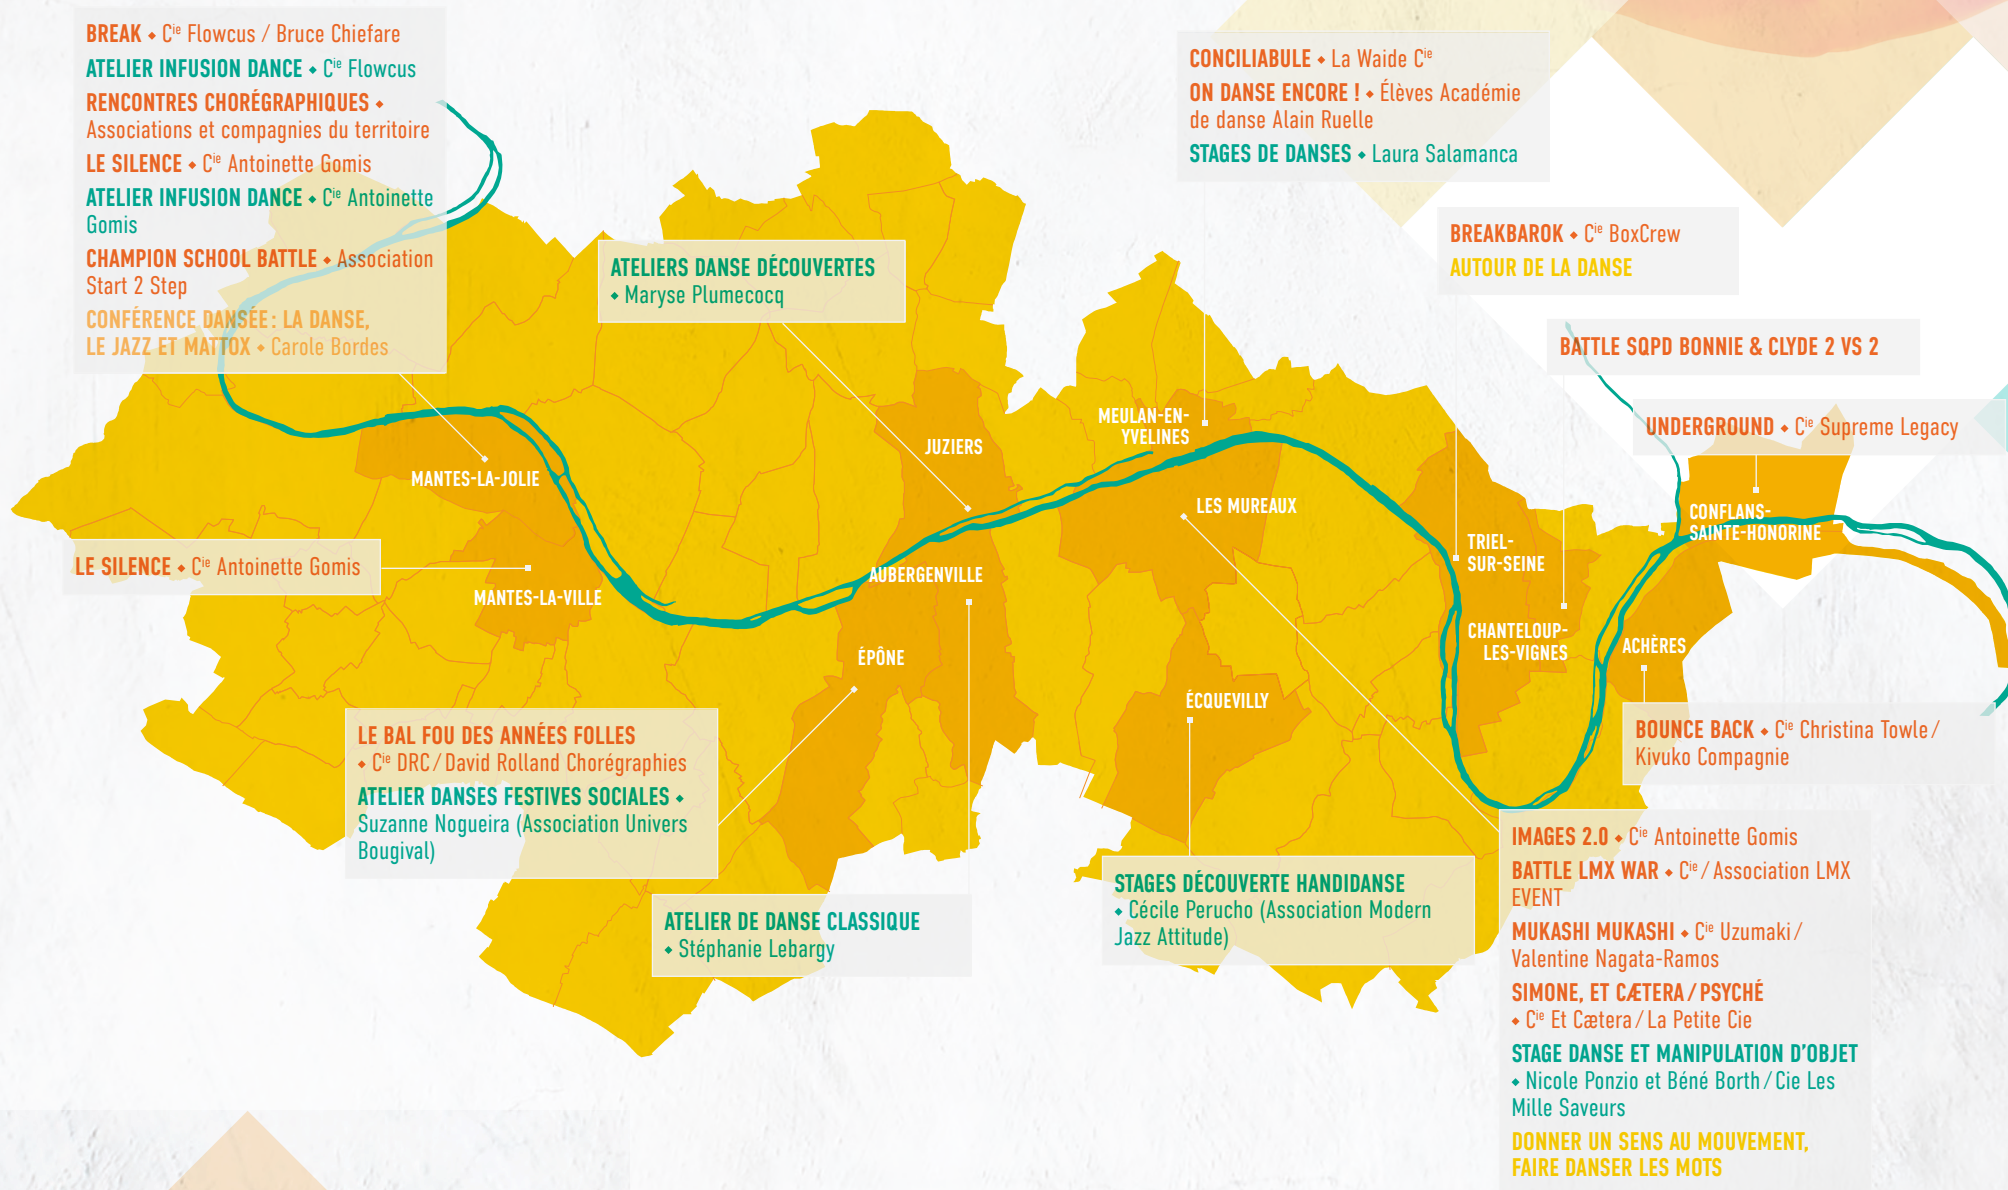 BREAK ⬥ Cie Flowcus / Bruce Chiefare
ATELIER INFUSION DANCE ⬥ Cie Flowcus
RENCONTRES CHORÉGRAPHIQUES ⬥
Associations et compagnies du territoire
LE SILENCE ⬥ Cie Antoinette Gomis
ATELIER INFUSION DANCE ⬥ Cie Antoinette
Gomis
CHAMPION SCHOOL BATTLE ⬥ Association
Start 2 Step
CONFÉRENCE DANSÉE : LA DANSE,
LE JAZZ ET MATTOX ⬥ Carole Bordes
CONCILIABULE ⬥ La Waide Cie
ON DANSE ENCORE ! ⬥ Élèves Académie
de danse Alain Ruelle
STAGES DE DANSES ⬥ Laura Salamanca
BREAKBAROK ⬥ Cie BoxCrew
AUTOUR DE LA DANSE
ATELIERS DANSE DÉCOUVERTES
⬥ Maryse Plumecocq
BATTLE SQPD BONNIE & CLYDE 2 VS 2
UNDERGROUND ⬥ Cie Supreme Legacy
MEULAN-EN-
YVELINES
JUZIERS
MANTES-LA-JOLIE
LES MUREAUX
CONFLANS-
SAINTE-HONORINE
TRIEL-
SUR-SEINE
LE SILENCE ⬥ Cie Antoinette Gomis
AUBERGENVILLE
MANTES-LA-VILLE
CHANTELOUP-
LES-VIGNES
ACHÈRES
ÉPÔNE
ÉCQUEVILLY
LE BAL FOU DES ANNÉES FOLLES
⬥ Cie DRC / David Rolland Chorégraphies
ATELIER DANSES FESTIVES SOCIALES ⬥
Suzanne Nogueira (Association Univers
Bougival)
BOUNCE BACK ⬥ Cie Christina Towle /
Kivuko Compagnie
ATELIER DE DANSE CLASSIQUE
⬥ Stéphanie Lebargy
STAGES DÉCOUVERTE HANDIDANSE
⬥ Cécile Perucho (Association Modern
Jazz Attitude)
IMAGES 2.0 ⬥ Cie Antoinette Gomis
BATTLE LMX WAR ⬥ Cie / Association LMX
EVENT
MUKASHI MUKASHI ⬥ Cie Uzumaki /
Valentine Nagata-Ramos
SIMONE, ET CÆTERA / PSYCHÉ
⬥ Cie Et Cætera / La Petite Cie
STAGE DANSE ET MANIPULATION D'OBJET
⬥ Nicole Ponzio et Béné Borth / Cie Les
Mille Saveurs
DONNER UN SENS AU MOUVEMENT,
FAIRE DANSER LES MOTS